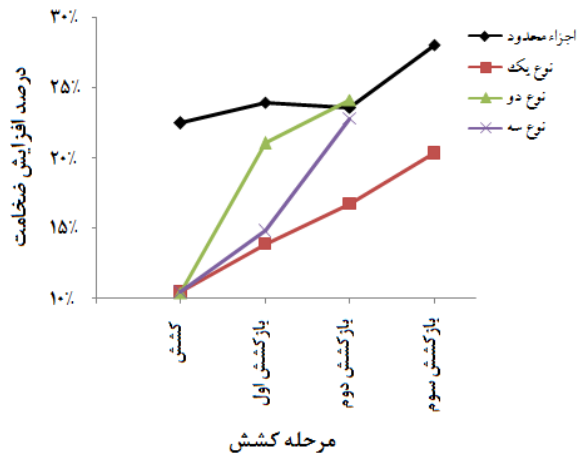 ۳۰%
۲۵%
۲۰%
۱۵%
۱۰%
درصد افزایش ضخامت
اجزاء محدود
نوع یک
نوع دو
نوع سه
کشش
بازکشش اول
بازکشش دوم
بازکشش سوم
مرحله کشش